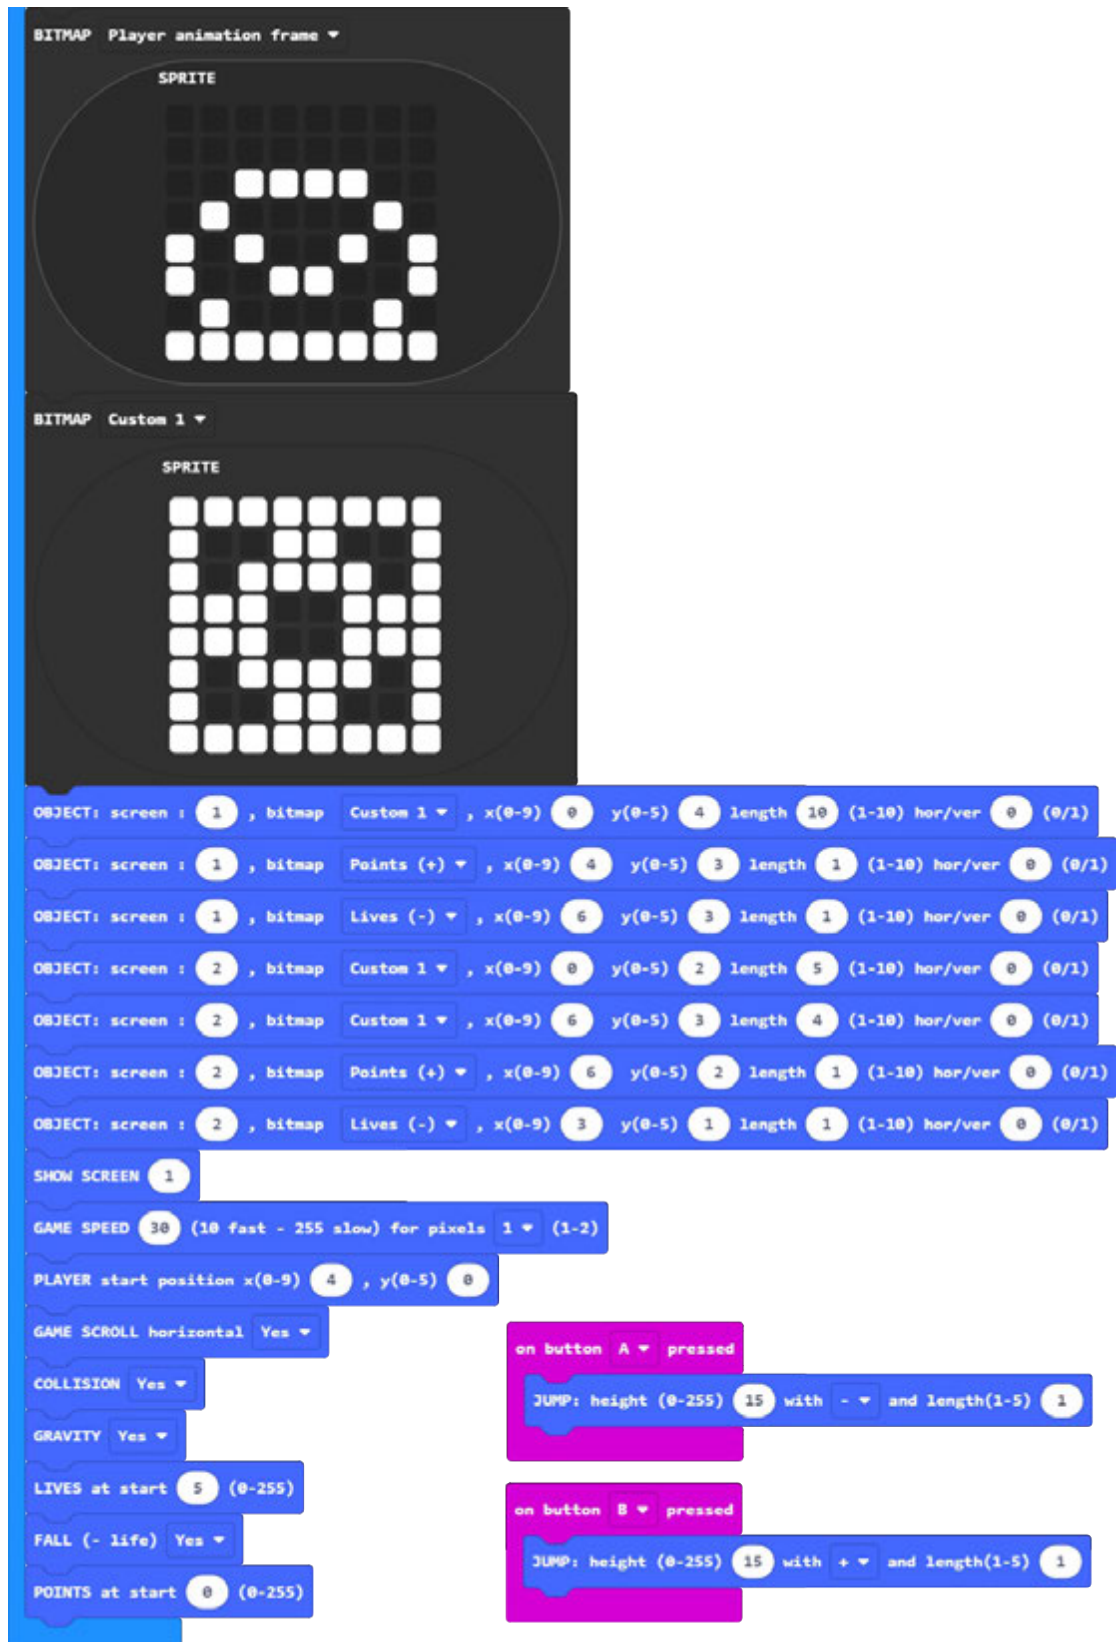 BITMAP Player animation frame
SPRITE
BITMAP Custom 1
SPRITE
OBJECT: screen : 1 , bitmap Custom 1 , x(0-9) 0 y(0-5) 4 length 10 (1-10) hor/ver 0 (0/1)
OBJECT: screen : 1 , bitmap Points (+) , x(0-9) 4 y(0-5) 3 length 1 (1-10) hor/ver 0 (0/1)
OBJECT: screen : 1 , bitmap Lives (-) , x(0-9) 6 y(0-5) 3 length 1 (1-10) hor/ver 0 (0/1)
OBJECT: screen : 2 , bitmap Custom 1 , x(0-9) 0 y(0-5) 2 length 5 (1-10) hor/ver 0 (0/1)
OBJECT: screen : 2 , bitmap Custom 1 , x(0-9) 6 y(0-5) 3 length 4 (1-10) hor/ver 0 (0/1)
OBJECT: screen : 2 , bitmap Points (+) , x(0-9) 6 y(0-5) 2 length 1 (1-10) hor/ver 0 (0/1)
OBJECT: screen : 2 , bitmap Lives (-) , x(0-9) 3 y(0-5) 1 length 1 (1-10) hor/ver 0 (0/1)
SHOW SCREEN 1
GAME SPEED 30 (10 fast - 255 slow) for pixels 1 (1-2)
PLAYER start position x(0-9) 4 , y(0-5) 0
GAME SCROLL horizontal Yes
COLLISION Yes
GRAVITY Yes
LIVES at start 5 (0-255)
FALL (- life) Yes
POINTS at start 0 (0-255)
on button A pressed
JUMP: height (0-255) 15 with - and length(1-5) 1
on button B pressed
JUMP: height (0-255) 15 with + and length(1-5) 1